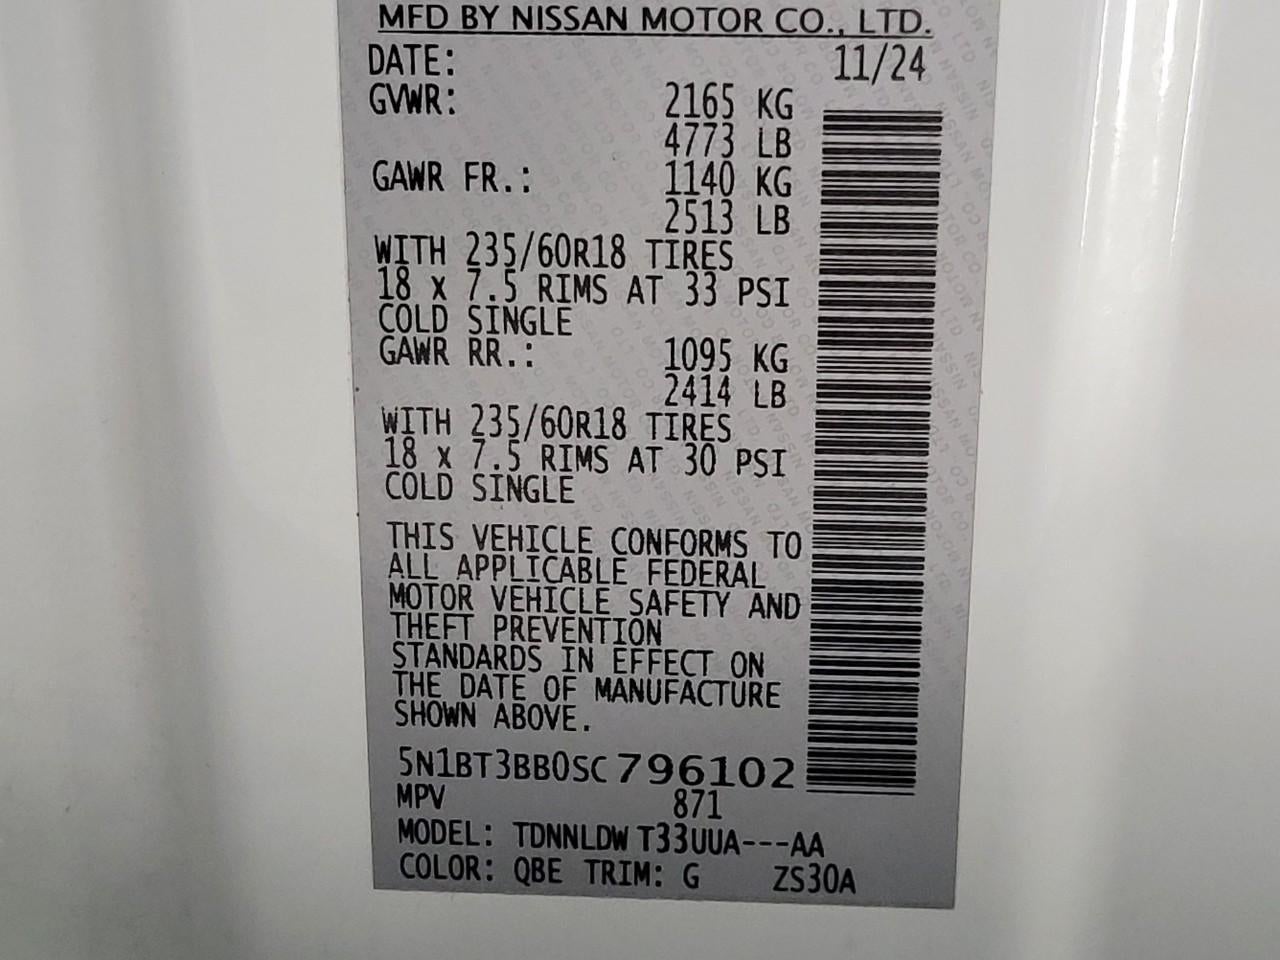 MFD BY NISSAN MOTOR CO., LTD.
DATE: 11/24
GVWR: 2165 KG
4773 LB
GAWR FR.: 1140 KG
2513 LB
WITH 235/60R18 TIRES
18 x 7.5 RIMS AT 33 PSI
COLD SINGLE
GAWR RR.: 1095 KG
2414 LB
WITH 235/60R18 TIRES
18 x 7.5 RIMS AT 30 PSI
COLD SINGLE
THIS VEHICLE CONFORMS TO
ALL APPLICABLE FEDERAL
MOTOR VEHICLE SAFETY AND
THEFT PREVENTION
STANDARDS IN EFFECT ON
THE DATE OF MANUFACTURE
SHOWN ABOVE.
5N1BT3BB0SC796102
MPV 871
MODEL: TDNNLDW T33UUA---AA
COLOR: QBE TRIM: G ZS30A